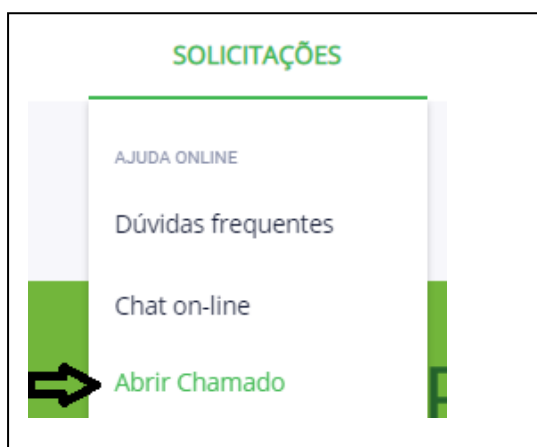 SOLICITAÇÕES
AJUDA ONLINE
Dúvidas frequentes
Chat on-line
Abrir Chamado